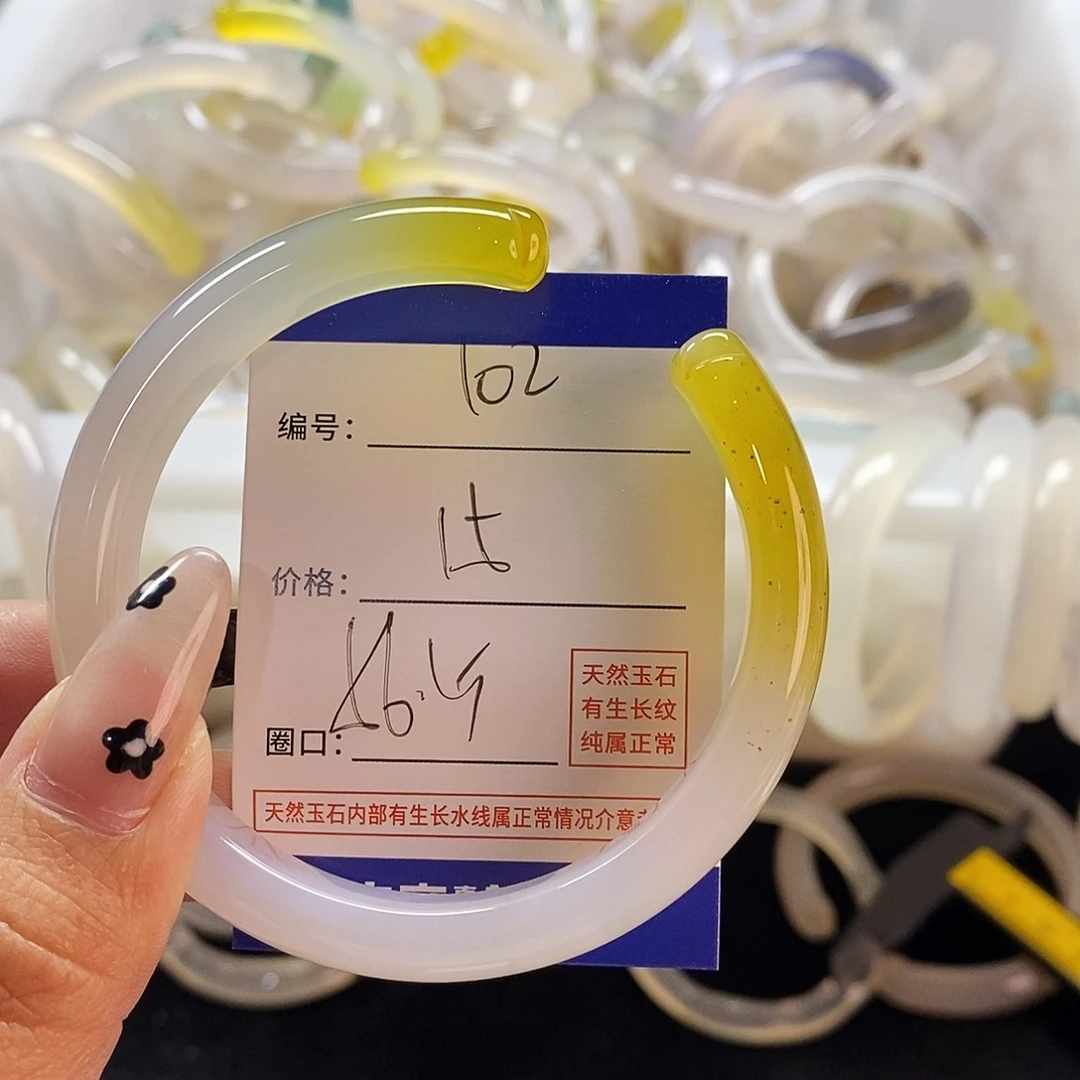 编号： 102
价格： 15
圈口： 56.5
天然玉石
有生长纹
纯属正常
天然玉石内部有生长水线属正常情况介意